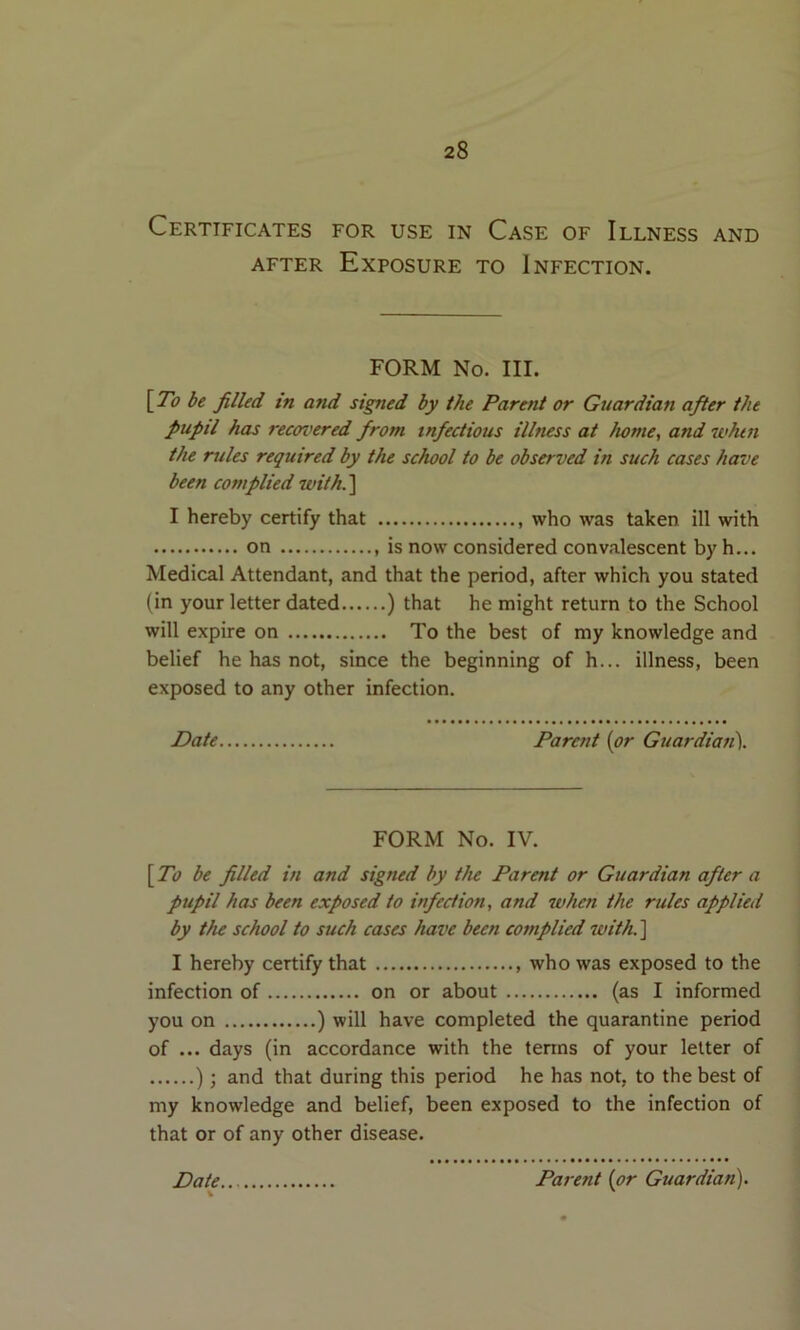 28
CERTIFICATES FOR USE IN CASE OF ILLNESS AND
AFTER EXPOSURE TO INFECTION.
FORM No. III.
[To be filled in and signed by the Parent or Guardian after the
pupil has recovered from infectious illness at home, and when
the rules required by the school to be observed in such cases have
been complied with.]
I hereby certify that ....................., who was taken ill with
............ on ............., is now considered convalescent by h...
Medical Attendant, and that the period, after which you stated
(in your letter dated......) that he might return to the School
will expire on .............. To the best of my knowledge and
belief he has not, since the beginning of h... illness, been
exposed to any other infection.
..........................................
Date................ Parent (or Guardian).
FORM No. IV.
[To be filled in and signed by the Parent or Guardian after a
pupil has been exposed to infection, and when the rules applied
by the school to such cases have been complied with.]
I hereby certify that ....................., who was exposed to the
infection of ............. on or about ............. (as I informed
you on .............) will have completed the quarantine period
of ... days (in accordance with the terms of your letter of
......) ; and that during this period he has not, to the best of
my knowledge and belief, been exposed to the infection of
that or of any other disease.
..........................................
Date................ Parent (or Guardian).